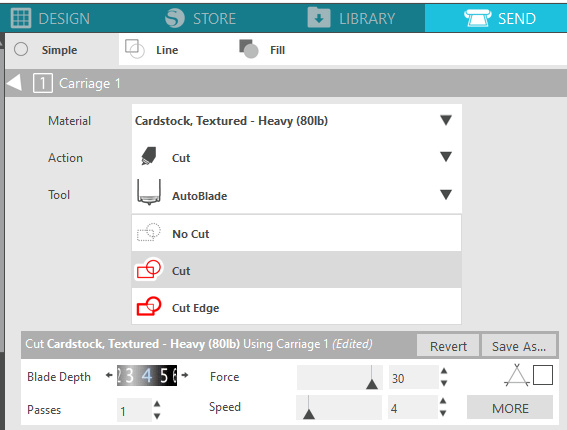 DESIGN STORE LIBRARY SEND
Simple Line Fill
1 Carriage 1
Material Cardstock, Textured - Heavy (80lb)
Action Cut
Tool AutoBlade
No Cut
Cut
Cut Edge
Cut Cardstock, Textured - Heavy (80lb) Using Carriage 1 (Edited) Revert Save As...
Blade Depth 2 3 4 5 6 Force 30
Passes 1 Speed 4 MORE